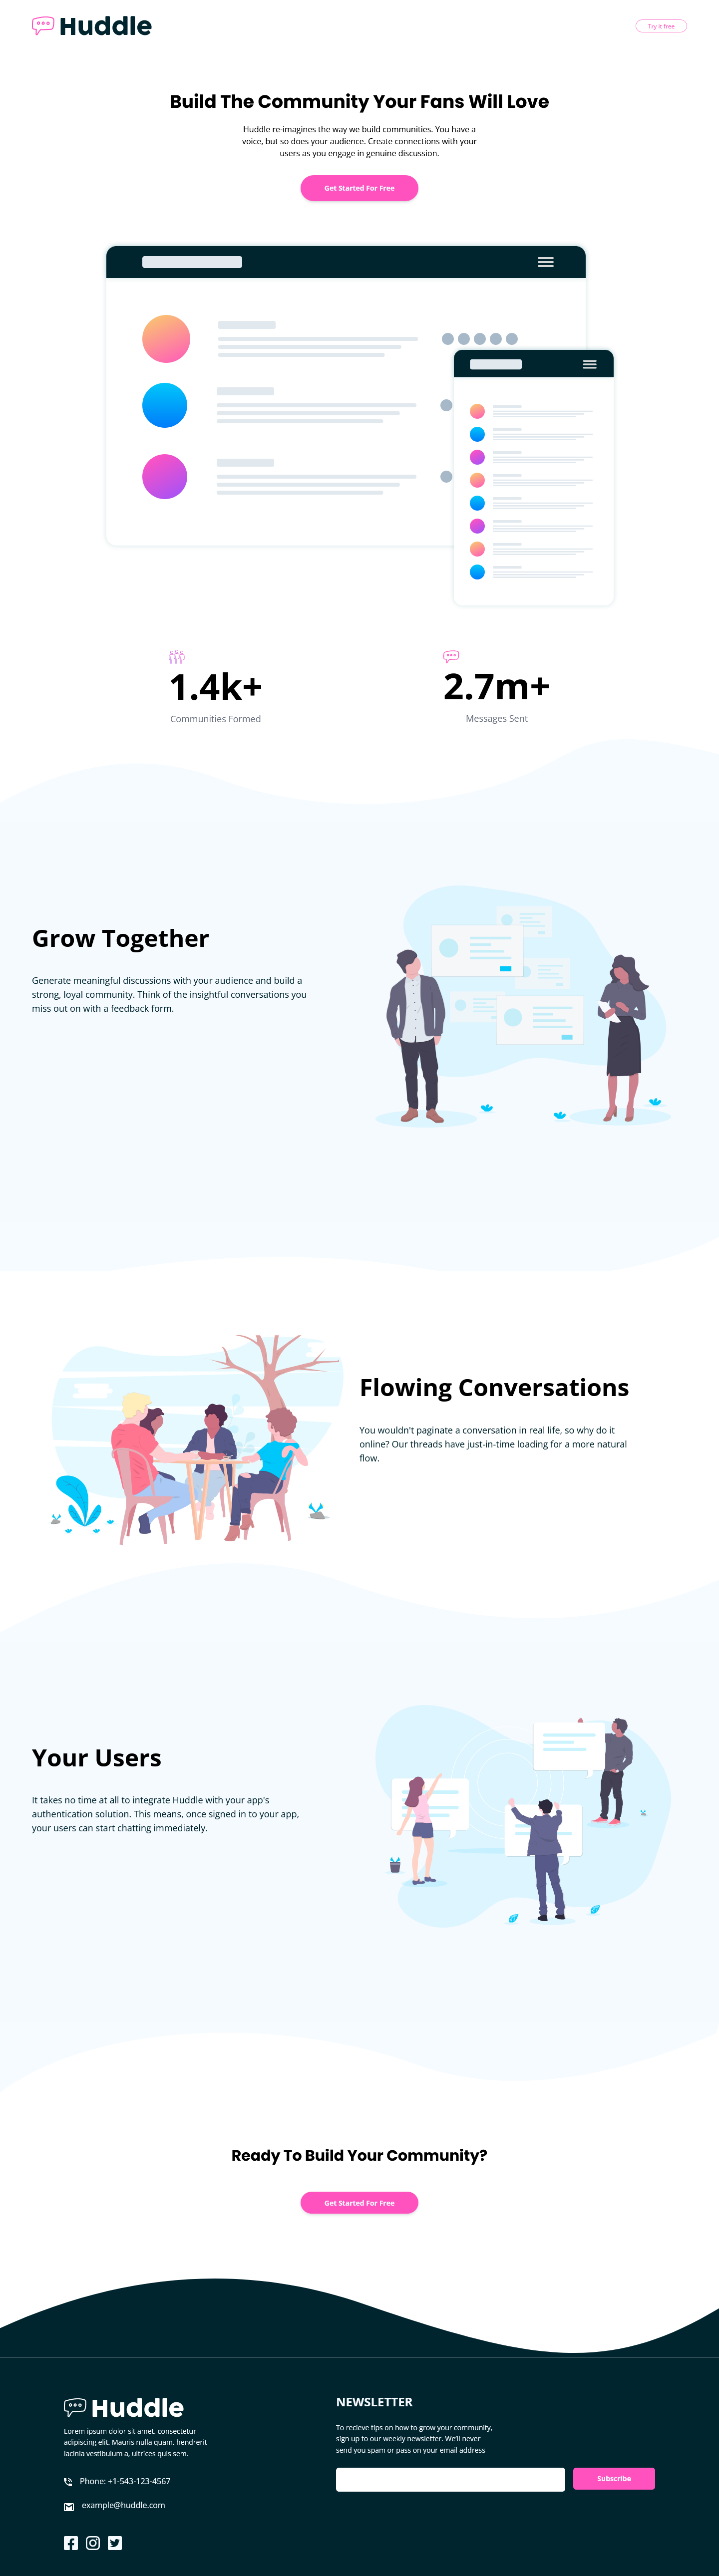 Huddle
Try it free
Build The Community Your Fans Will Love
Huddle re-imagines the way we build communities. You have a
voice, but so does your audience. Create connections with your
users as you engage in genuine discussion.
Get Started For Free
1.4k+
Communities Formed
2.7m+
Messages Sent
Grow Together
Generate meaningful discussions with your audience and build a
strong, loyal community. Think of the insightful conversations you
miss out on with a feedback form.
Flowing Conversations
You wouldn't paginate a conversation in real life, so why do it
online? Our threads have just-in-time loading for a more natural
flow.
Your Users
It takes no time at all to integrate Huddle with your app's
authentication solution. This means, once signed in to your app,
your users can start chatting immediately.
Ready To Build Your Community?
Get Started For Free
Huddle
Lorem ipsum dolor sit amet, consectetur
adipiscing elit. Mauris nulla quam, hendrerit
lacinia vestibulum a, ultrices quis sem.
Phone: +1-543-123-4567
example@huddle.com
NEWSLETTER
To recieve tips on how to grow your community,
sign up to our weekly newsletter. We'll never
send you spam or pass on your email address
Subscribe